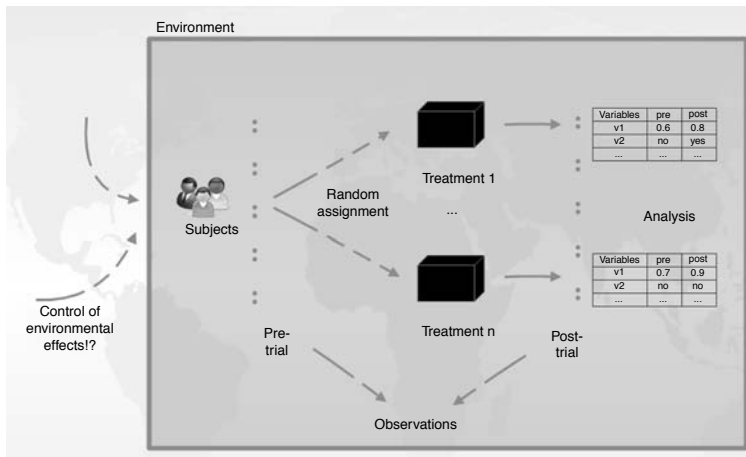 Environment
Subjects
Random
assignment
Treatment 1
...
Treatment n
Variables pre post
v1 0.6 0.8
v2 no yes
... ... ...
Analysis
Variables pre post
v1 0.7 0.9
v2 no no
... ... ...
Control of
environmental
effects!?
Pre-
trial
Post-
trial
Observations